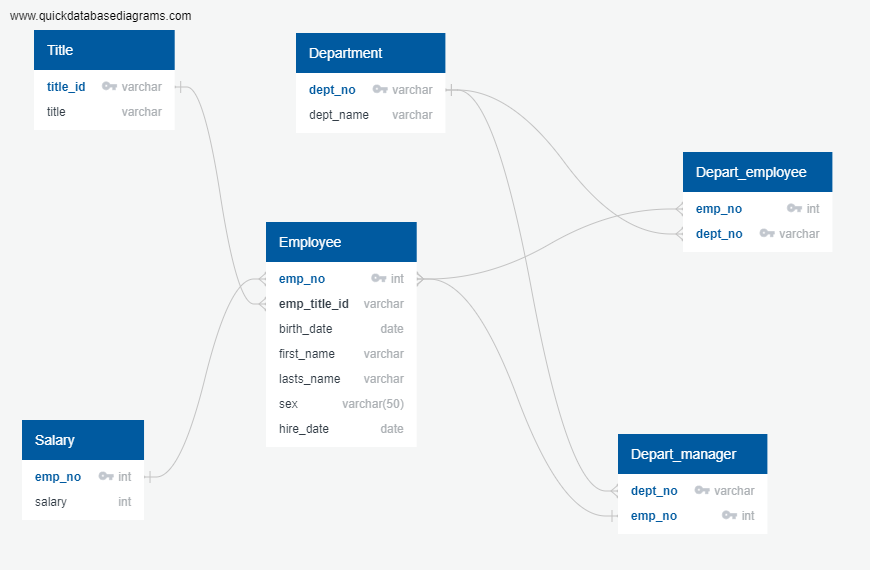 www.quickdatabasediagrams.com
Title
title_id varchar
title varchar
Department
dept_no varchar
dept_name varchar
Depart_employee
emp_no int
dept_no varchar
Employee
emp_no int
emp_title_id varchar
birth_date date
first_name varchar
lasts_name varchar
sex varchar(50)
hire_date date
Salary
emp_no int
salary int
Depart_manager
dept_no varchar
emp_no int